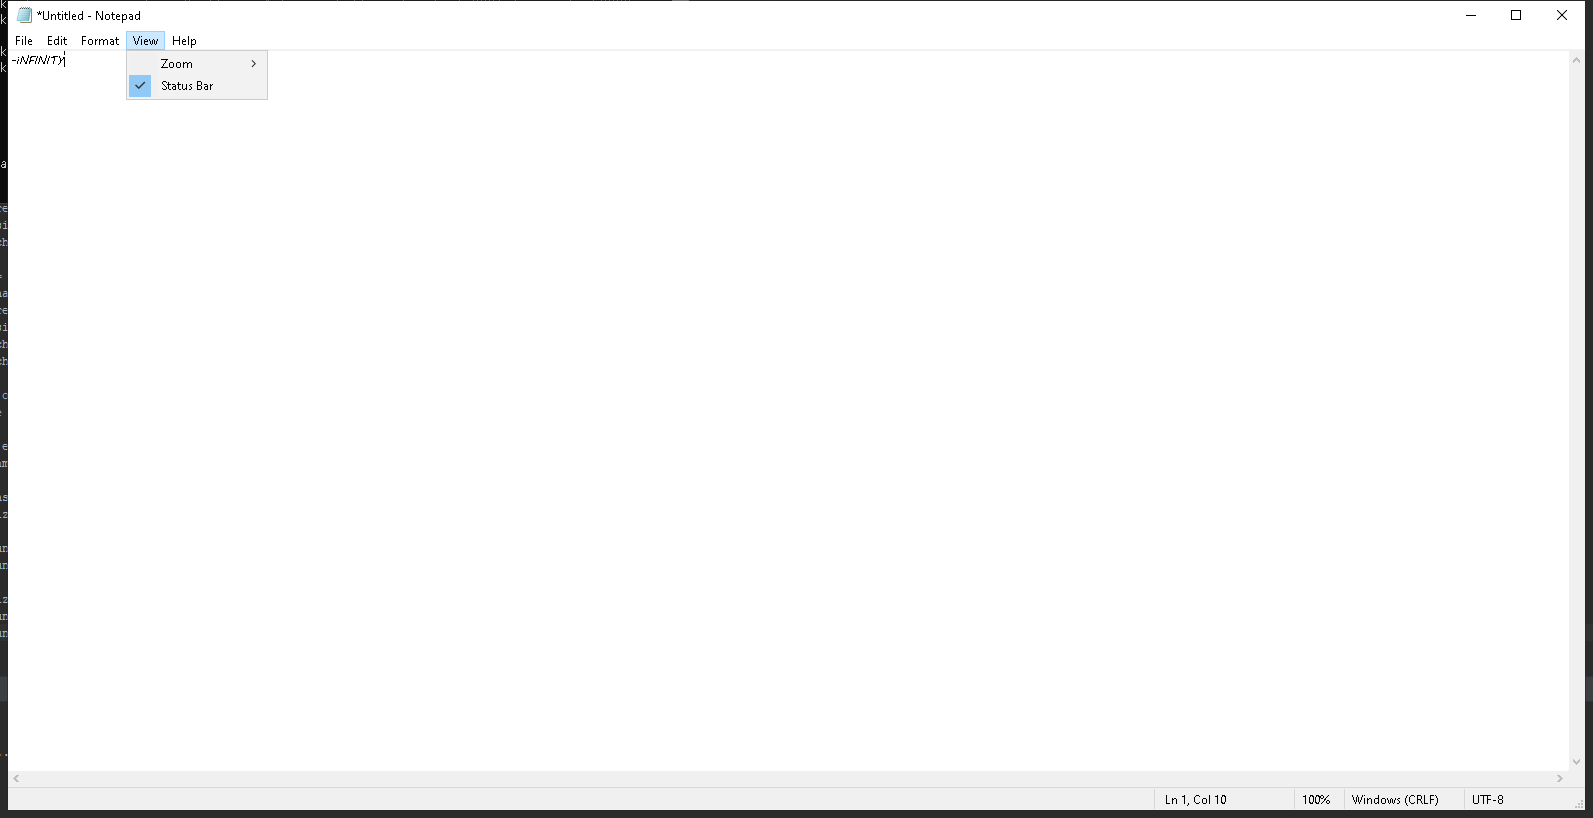 *Untitled - Notepad
File Edit Format View Help
-iNFINITY
Zoom
Status Bar
Ln 1, Col 10 100% Windows (CRLF) UTF-8